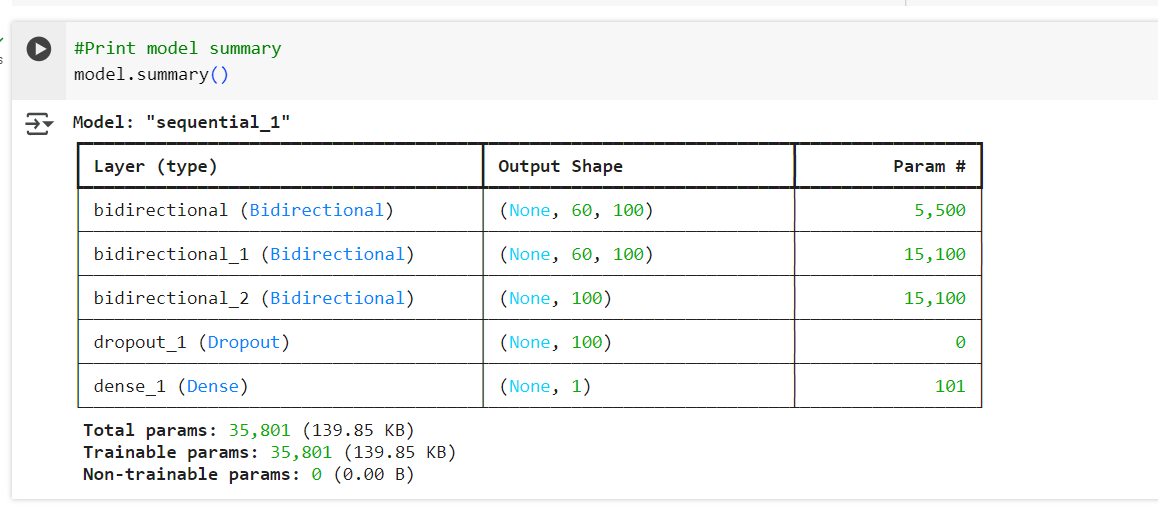 #Print model summary
model.summary()
Model: "sequential_1"
Layer (type) Output Shape Param #
bidirectional (Bidirectional) (None, 60, 100) 5,500
bidirectional_1 (Bidirectional) (None, 60, 100) 15,100
bidirectional_2 (Bidirectional) (None, 100) 15,100
dropout_1 (Dropout) (None, 100) 0
dense_1 (Dense) (None, 1) 101
Total params: 35,801 (139.85 KB)
Trainable params: 35,801 (139.85 KB)
Non-trainable params: 0 (0.00 B)